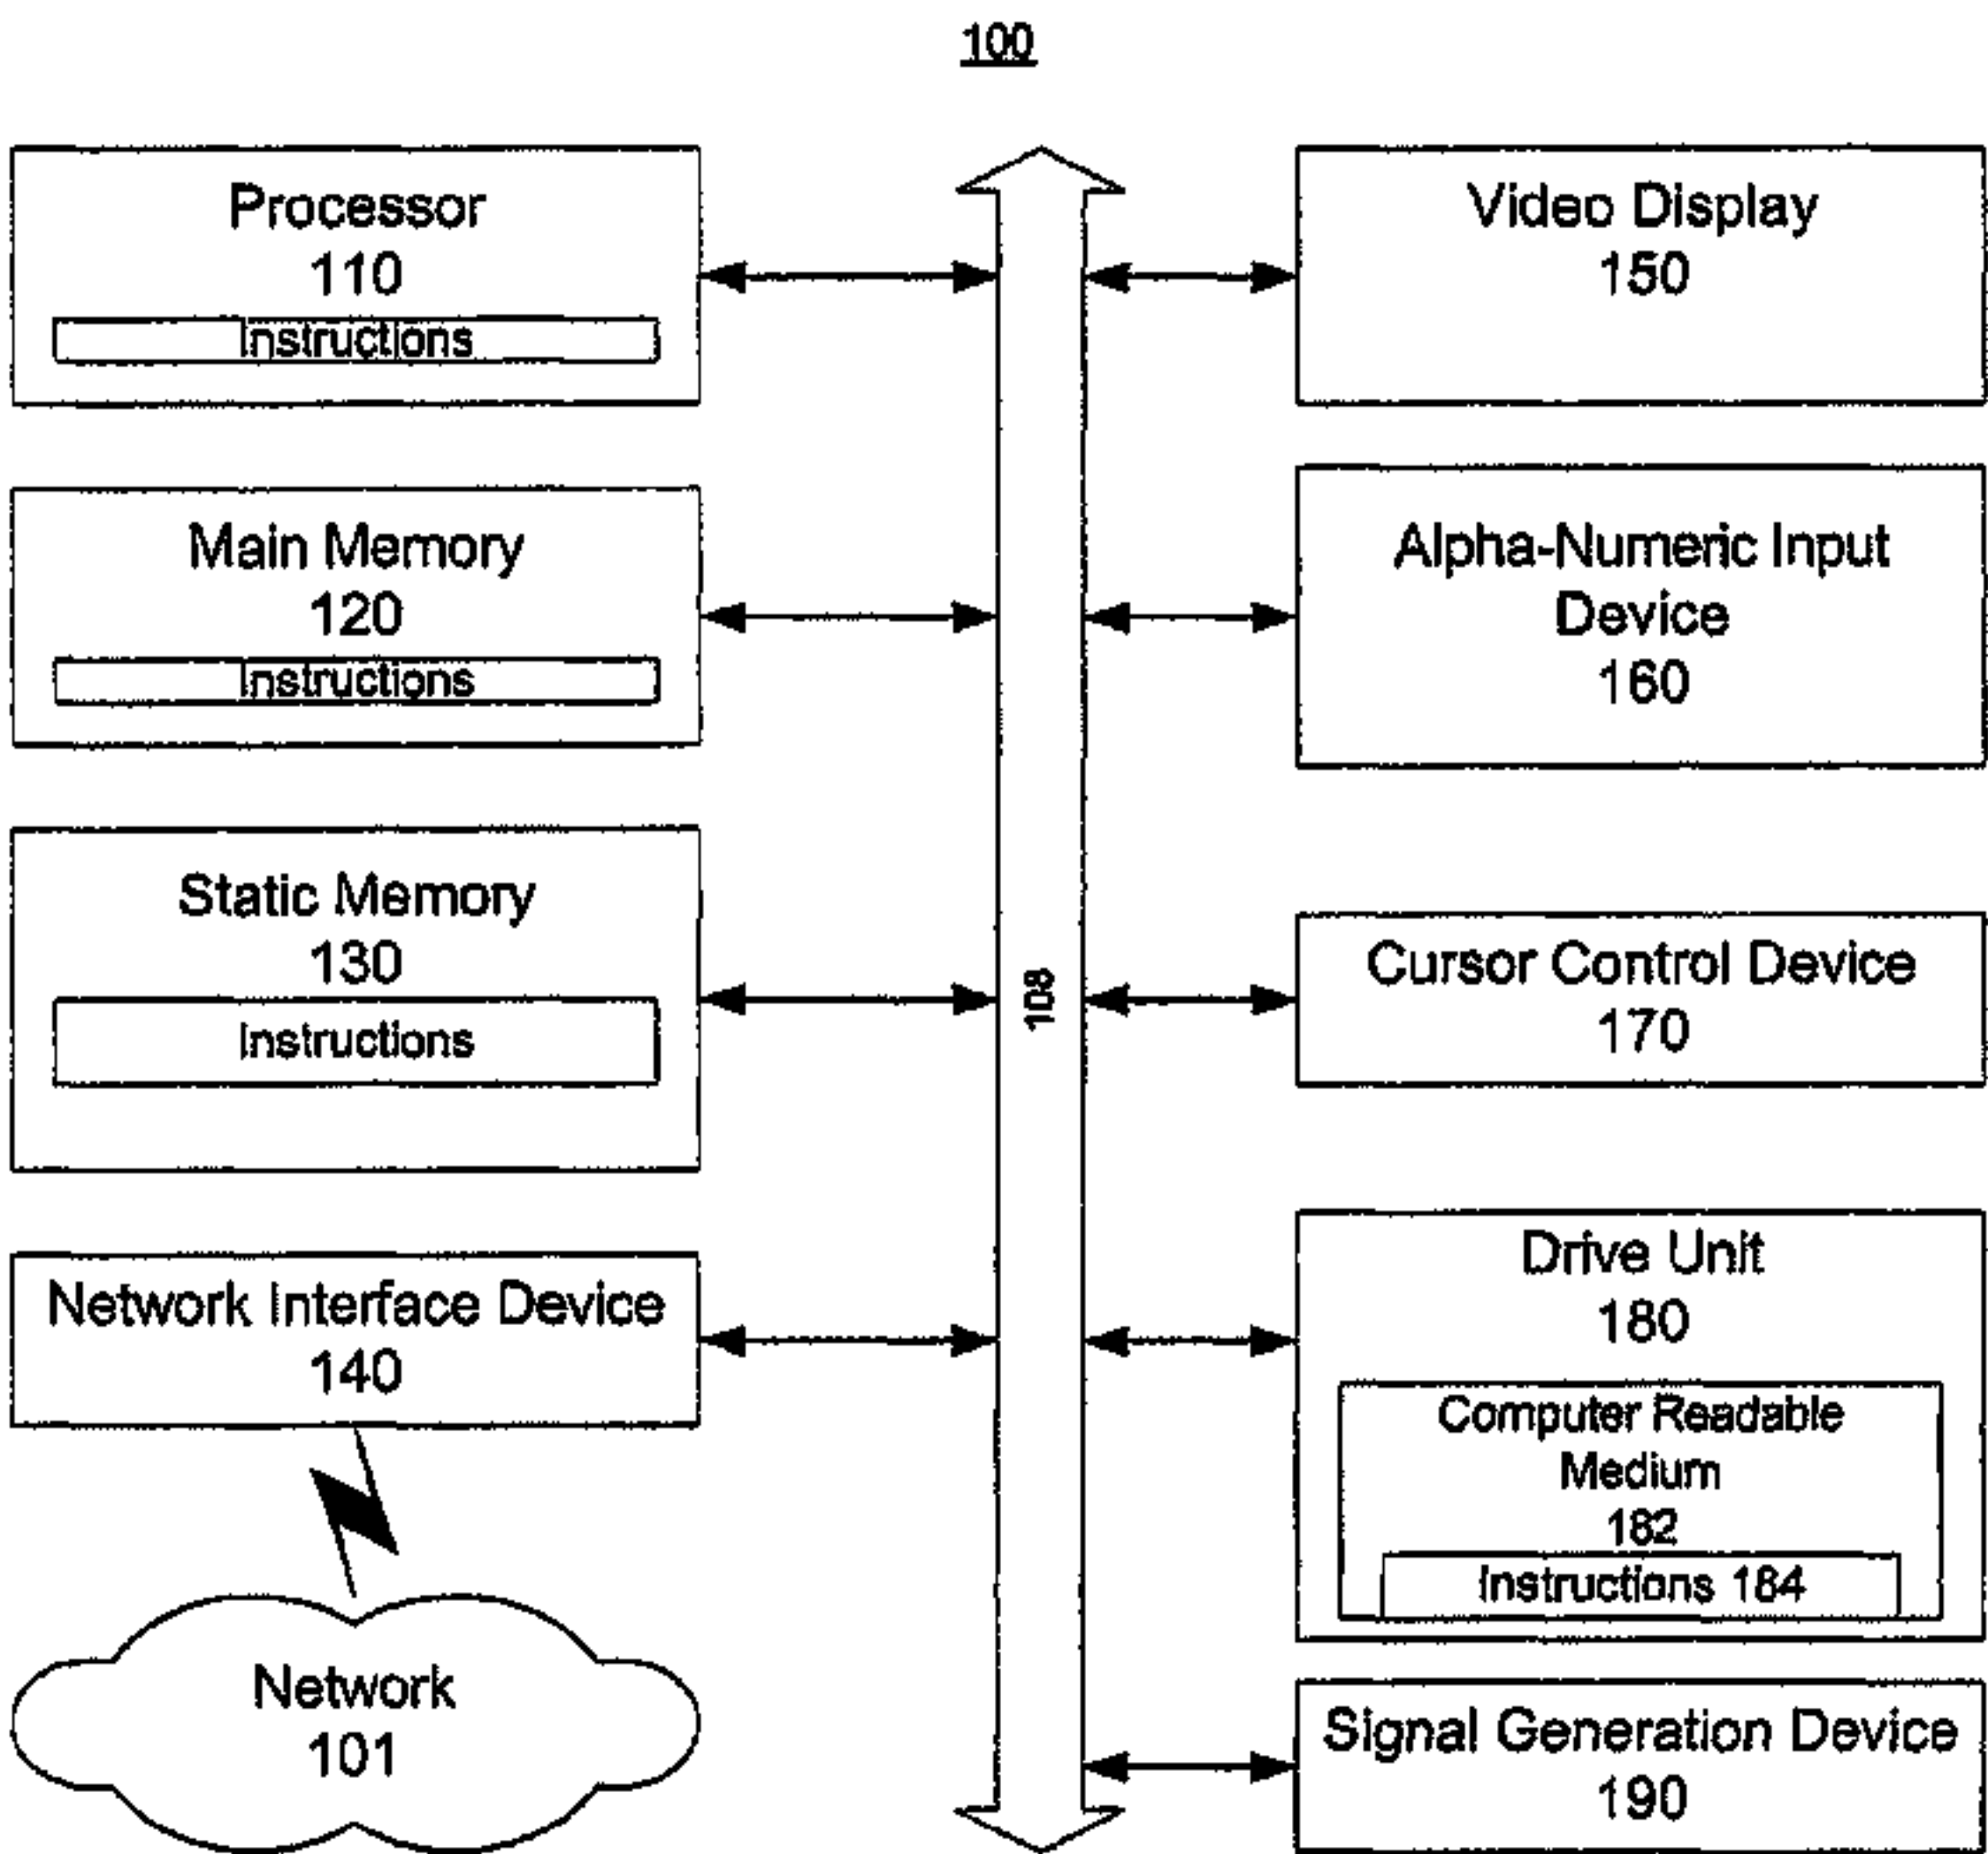 100
Processor
110
Instructions
Main Memory
120
Instructions
Static Memory
130
Instructions
Network Interface Device
140
Network
101
108
Video Display
150
Alpha-Numeric Input
Device
160
Cursor Control Device
170
Drive Unit
180
Computer Readable
Medium
182
Instructions 184
Signal Generation Device
190